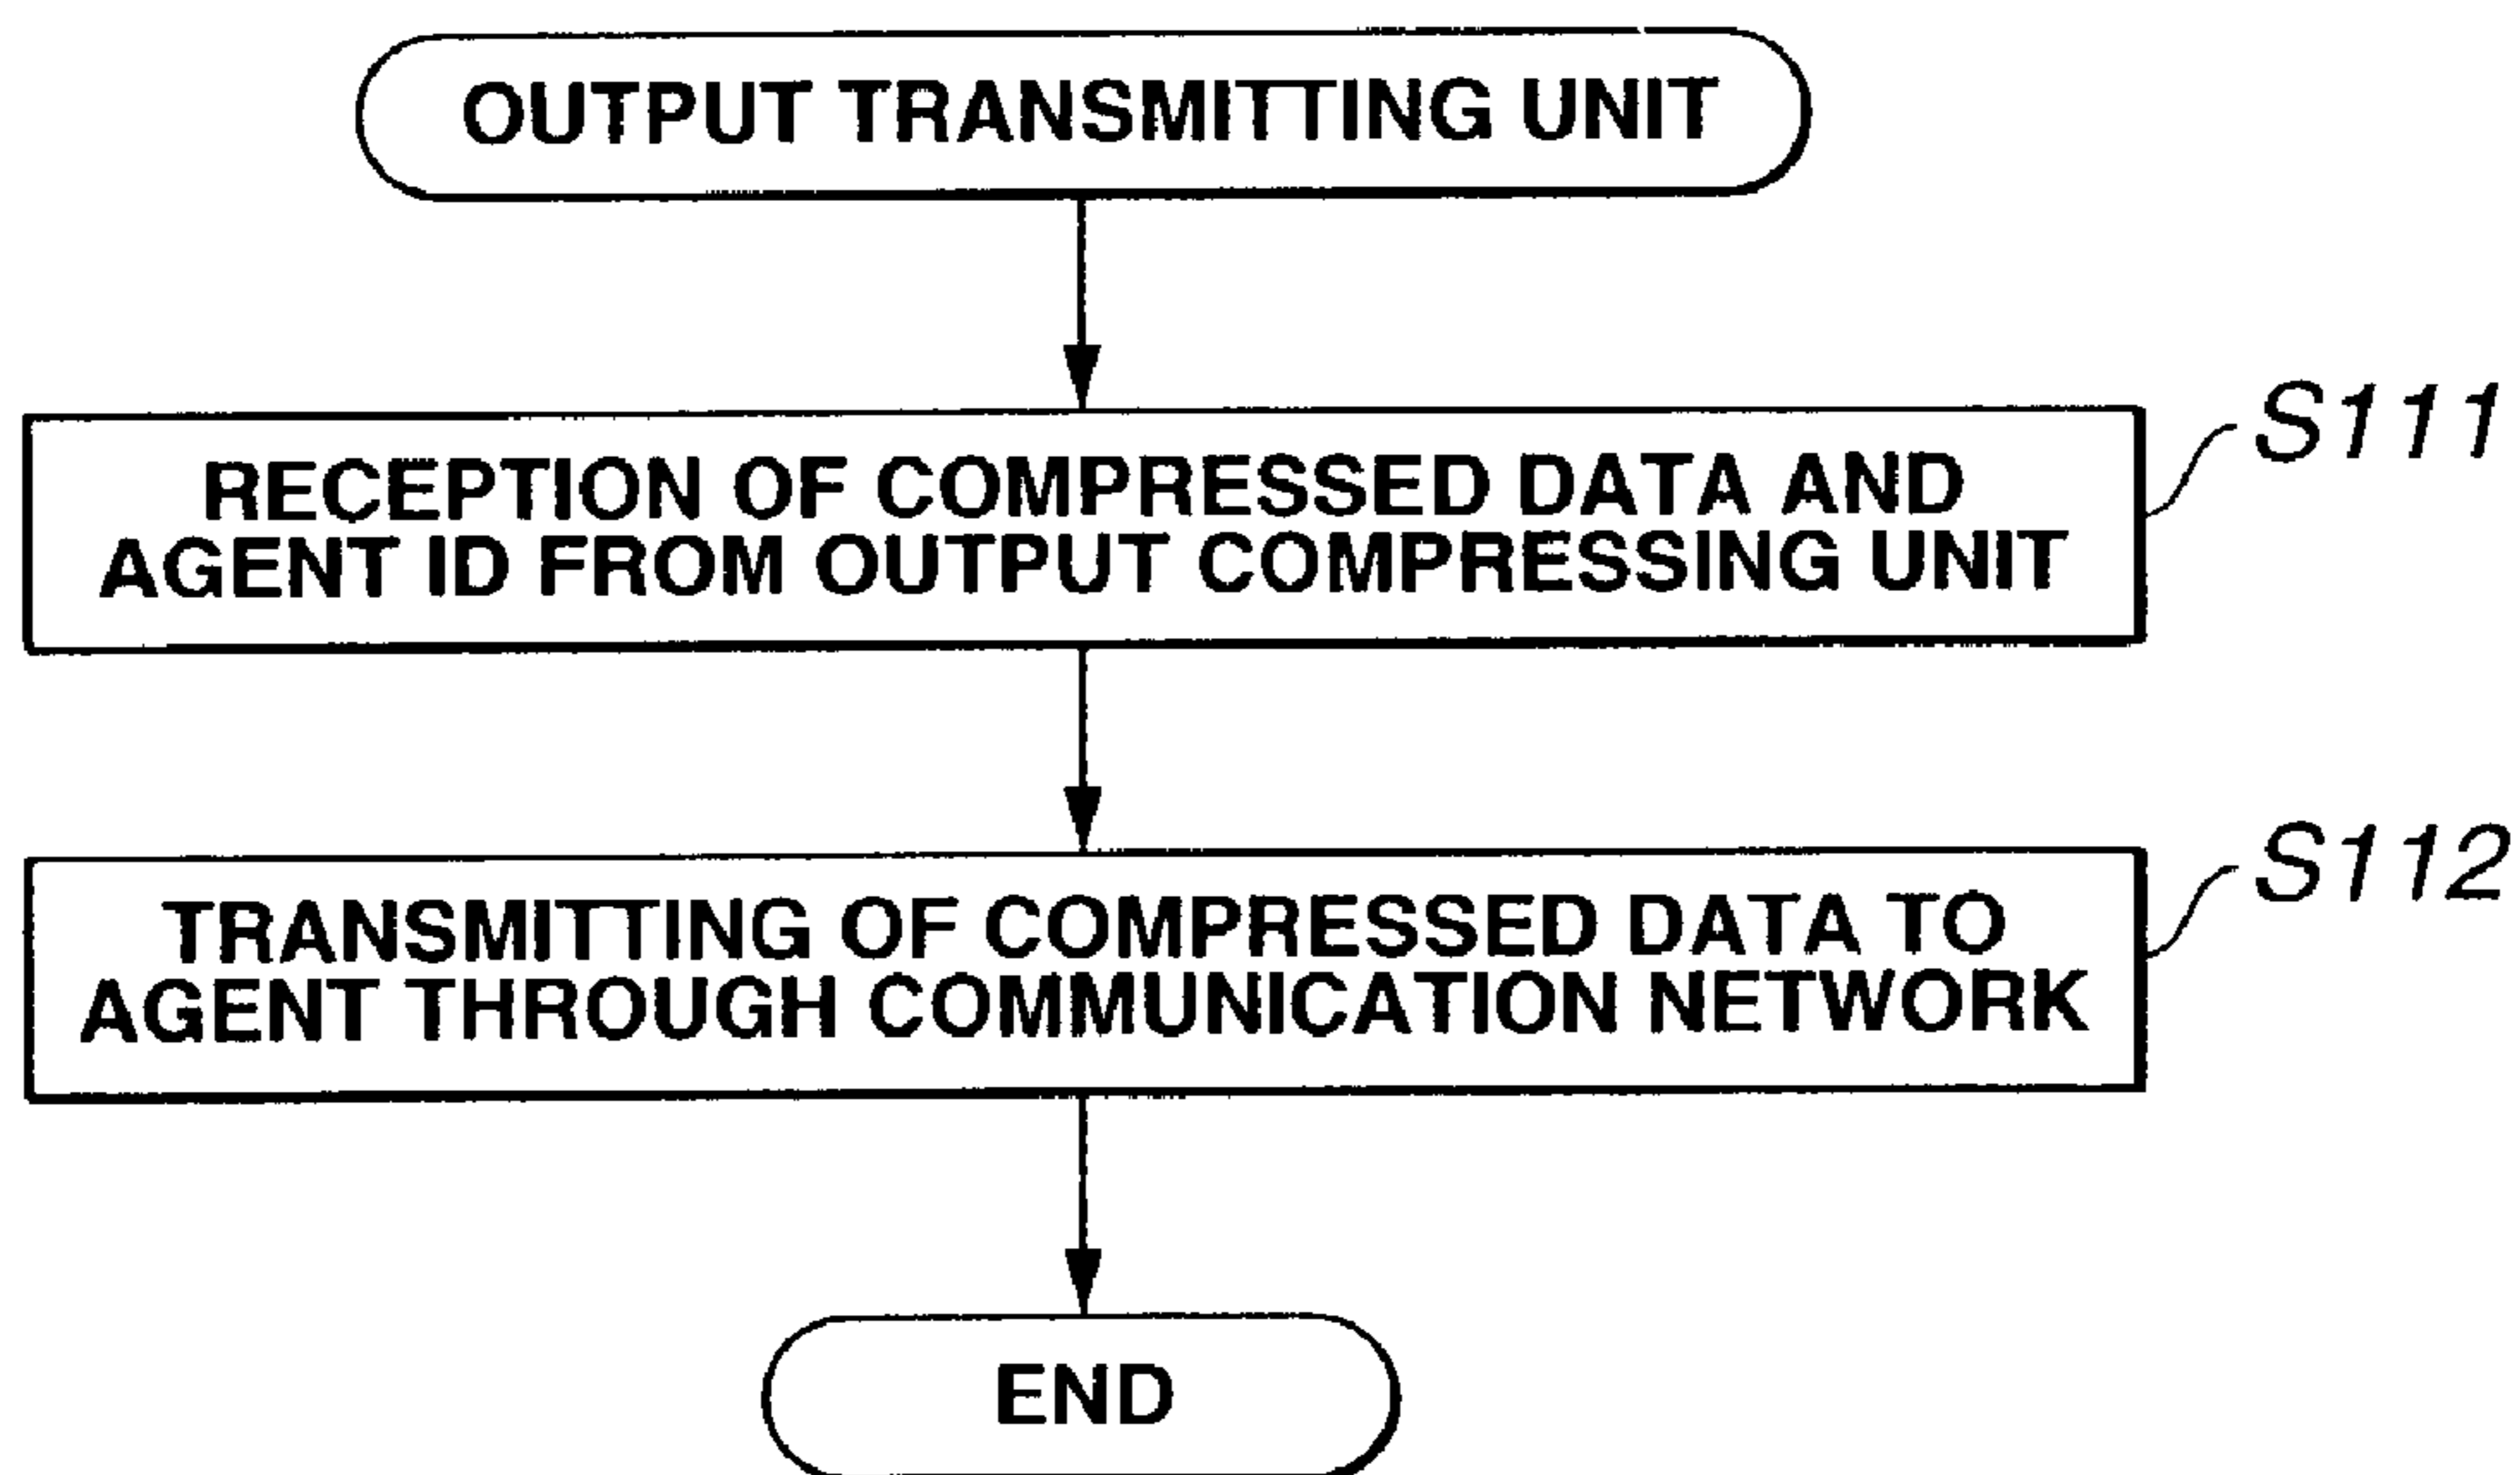 OUTPUT TRANSMITTING UNIT
S111
RECEPTION OF COMPRESSED DATA AND
AGENT ID FROM OUTPUT COMPRESSING UNIT
S112
TRANSMITTING OF COMPRESSED DATA TO
AGENT THROUGH COMMUNICATION NETWORK
END